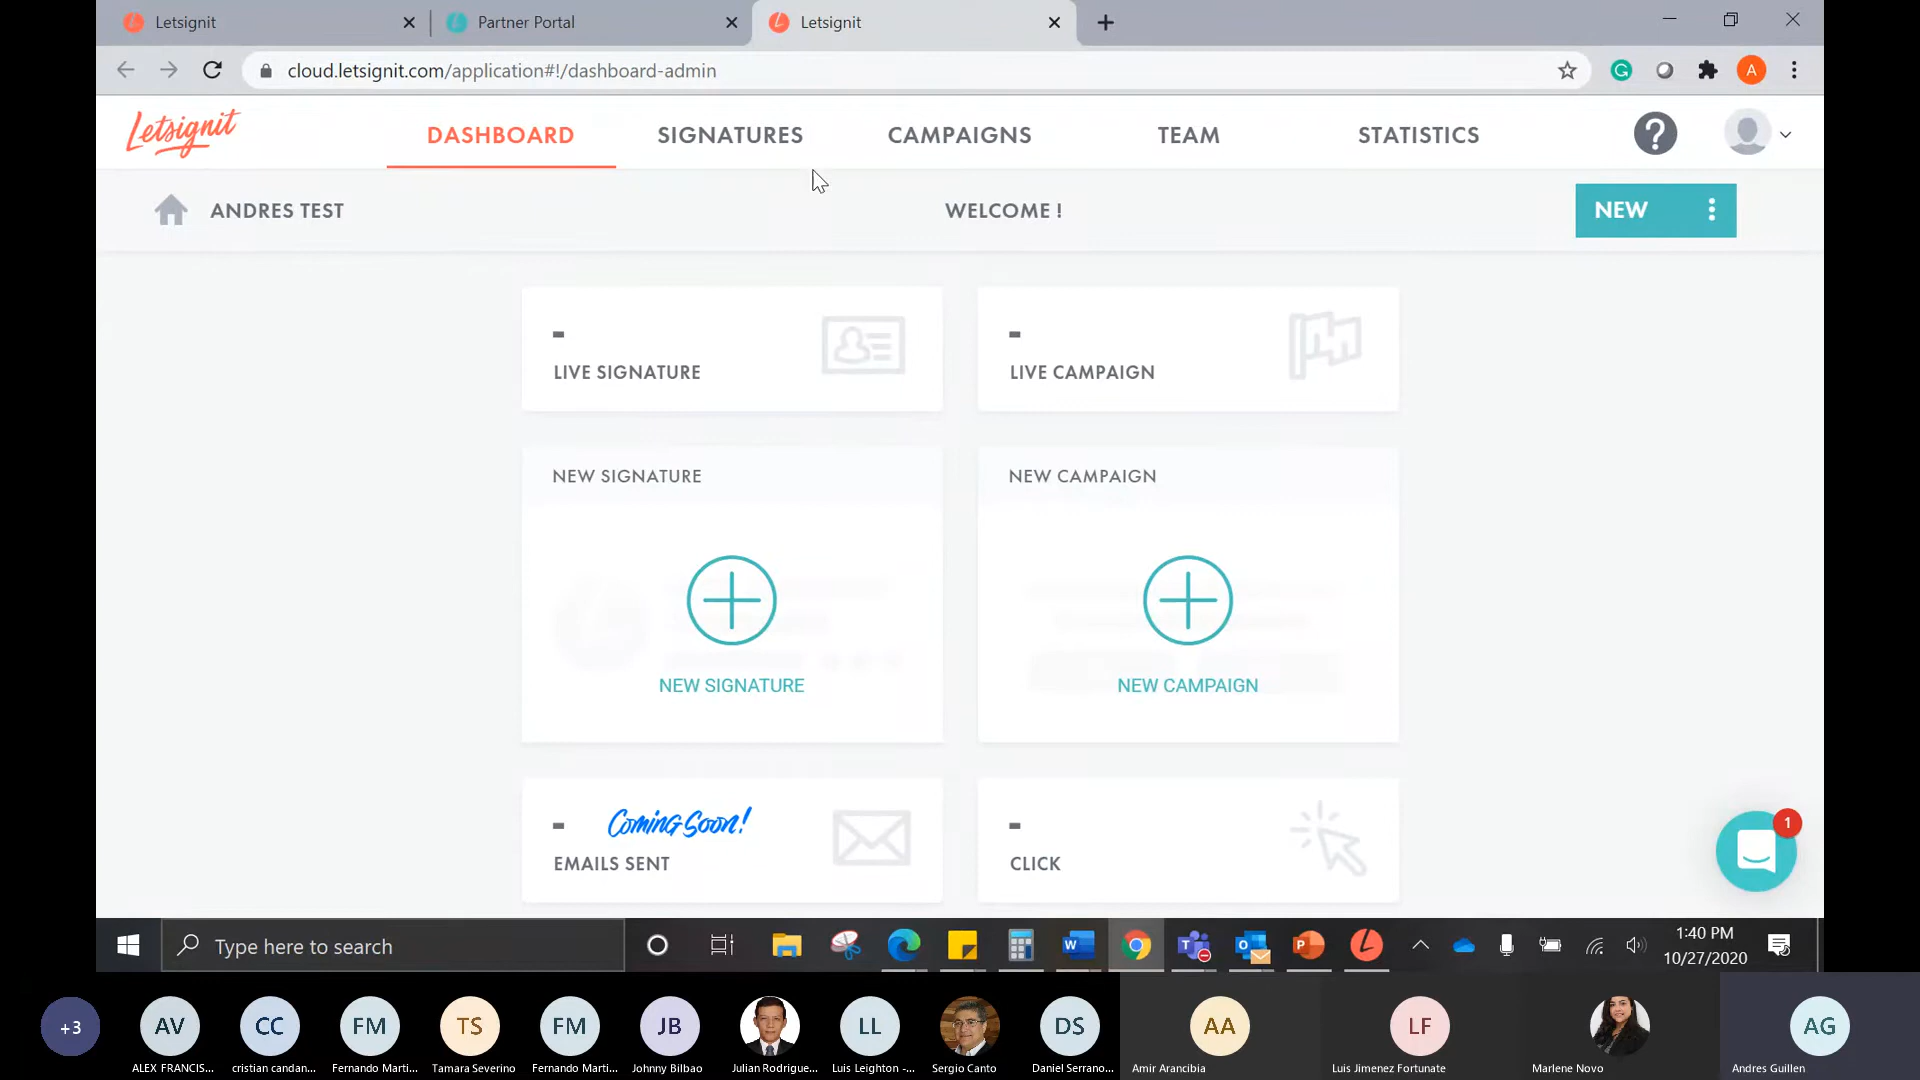 Letsignit
Partner Portal
Letsignit
cloud.letsignit.com/application#!/dashboard-admin
A
Letsignit
DASHBOARD
SIGNATURES
CAMPAIGNS
TEAM
STATISTICS
?
ANDRES TEST
WELCOME !
NEW
-
LIVE SIGNATURE
-
LIVE CAMPAIGN
NEW SIGNATURE
NEW CAMPAIGN
NEW SIGNATURE
NEW CAMPAIGN
- Coming Soon!
EMAILS SENT
-
CLICK
1
Type here to search
1:40 PM
10/27/2020
+3
AV
CC
FM
TS
FM
JB
LL
DS
AA
LF
AG
ALEX FRANCIS...
cristian candan...
Fernando Marti...
Tamara Severino
Fernando Marti...
Johnny Bilbao
Julian Rodrigue...
Luis Leighton -...
Sergio Canto
Daniel Serrano...
Amir Arancibia
Luis Jimenez Fortunate
Marlene Novo
Andres Guillen